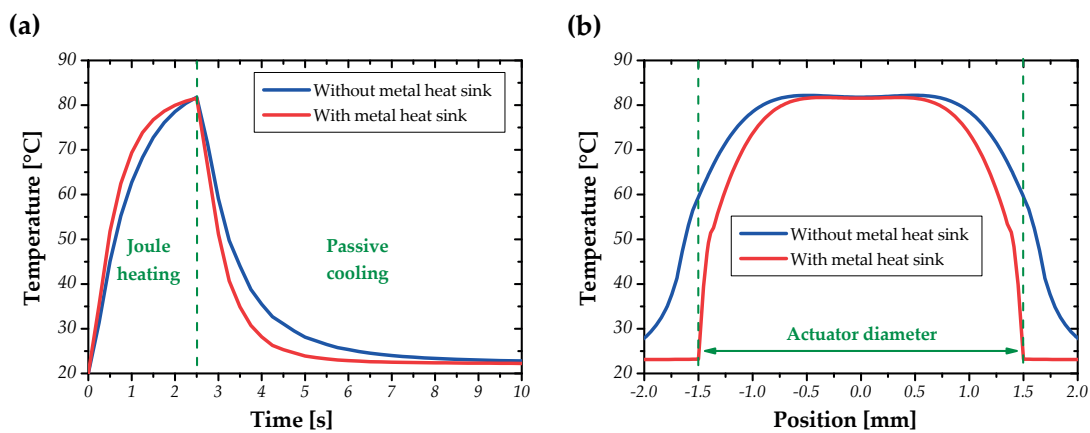 (a)
90
80
70
60
50
40
30
20
Temperature [°C]
Without metal heat sink
With metal heat sink
Joule
heating
Passive
cooling
0 1 2 3 4 5 6 7 8 9 10
Time [s]
(b)
90
80
70
60
50
40
30
20
Temperature [°C]
Without metal heat sink
With metal heat sink
Actuator diameter
-2.0 -1.5 -1.0 -0.5 0.0 0.5 1.0 1.5 2.0
Position [mm]